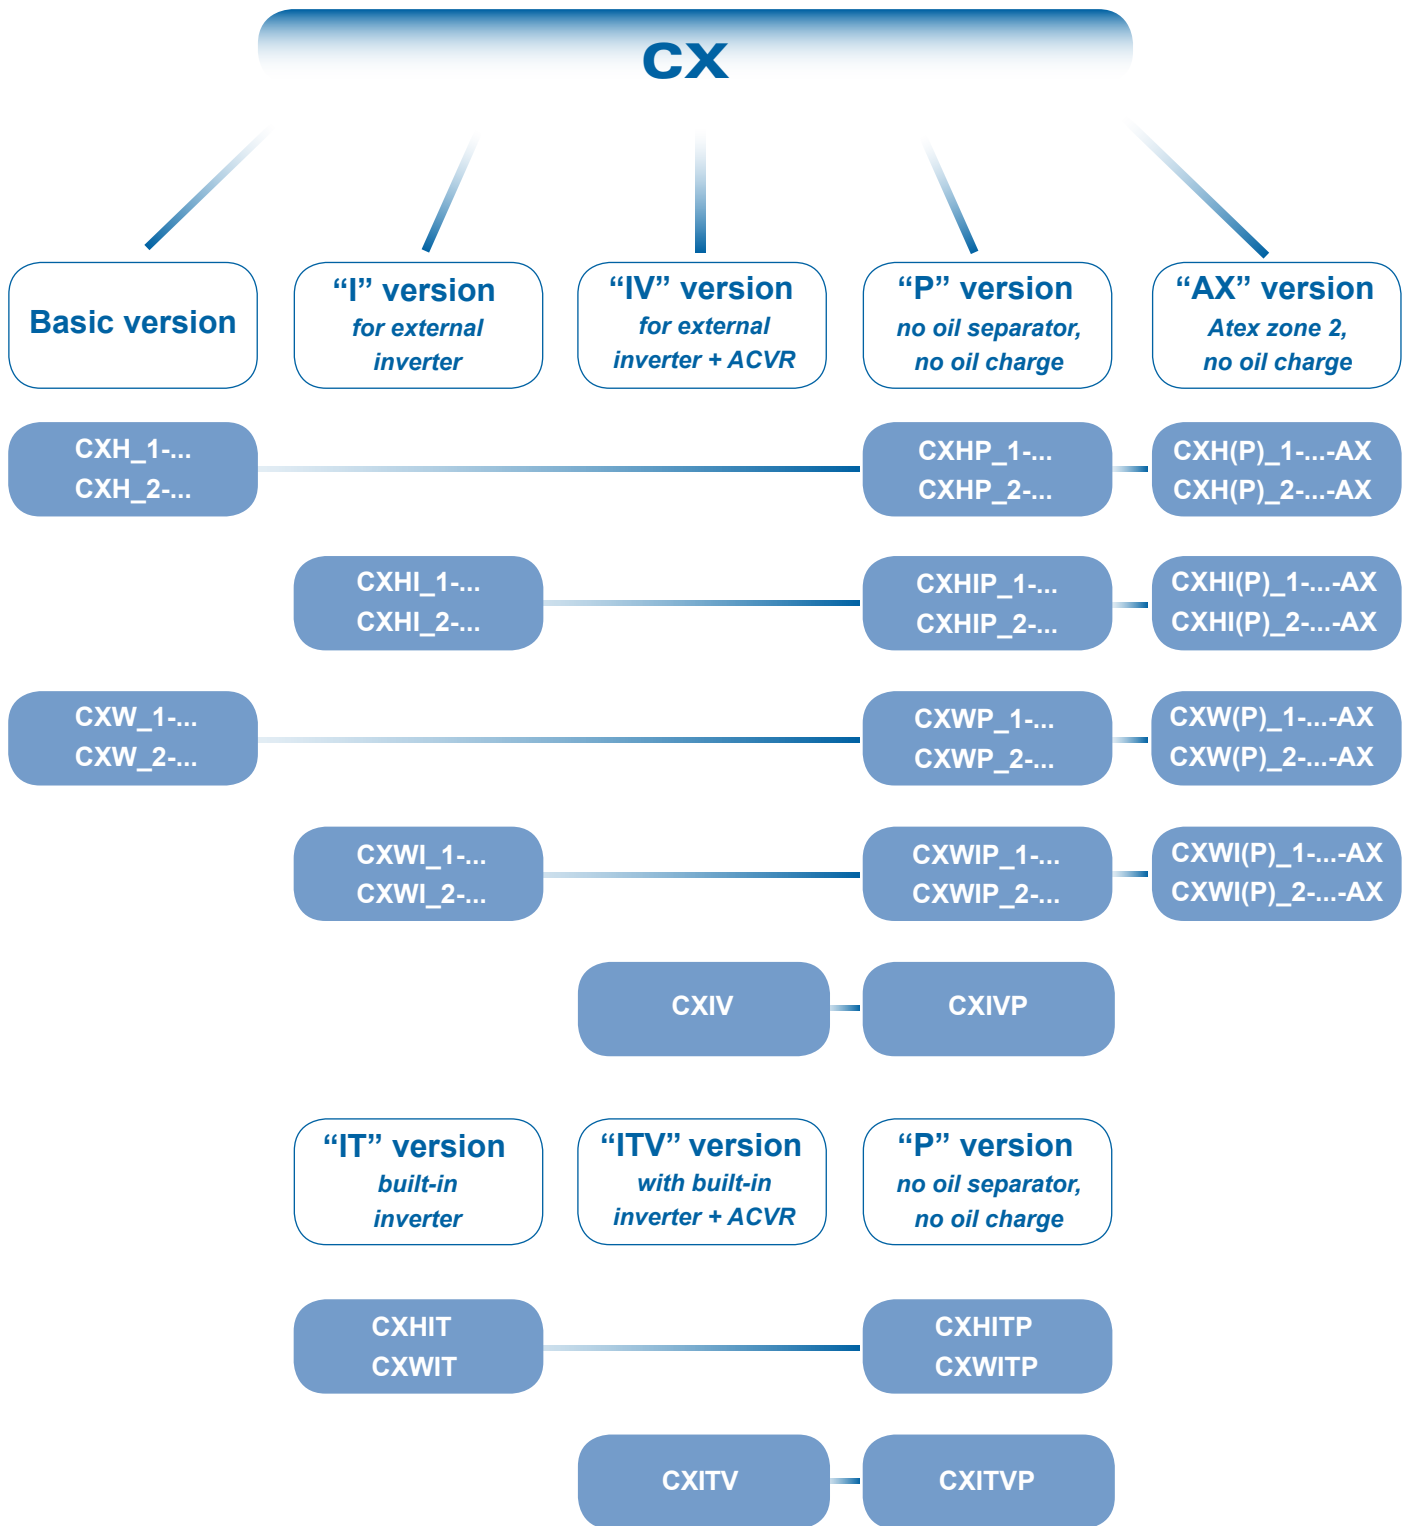 CX
Basic version
“I” version
for external
inverter
“IV” version
for external
inverter + ACVR
“P” version
no oil separator,
no oil charge
“AX” version
Atex zone 2,
no oil charge
CXH_1-...
CXH_2-...
CXHP_1-...
CXHP_2-...
CXH(P)_1-...-AX
CXH(P)_2-...-AX
CXHI_1-...
CXHI_2-...
CXHIP_1-...
CXHIP_2-...
CXHI(P)_1-...-AX
CXHI(P)_2-...-AX
CXW_1-...
CXW_2-...
CXWP_1-...
CXWP_2-...
CXW(P)_1-...-AX
CXW(P)_2-...-AX
CXWI_1-...
CXWI_2-...
CXWIP_1-...
CXWIP_2-...
CXWI(P)_1-...-AX
CXWI(P)_2-...-AX
CXIV
CXIVP
“IT” version
built-in
inverter
“ITV” version
with built-in
inverter + ACVR
“P” version
no oil separator,
no oil charge
CXHIT
CXWIT
CXHITP
CXWITP
CXITV
CXITVP